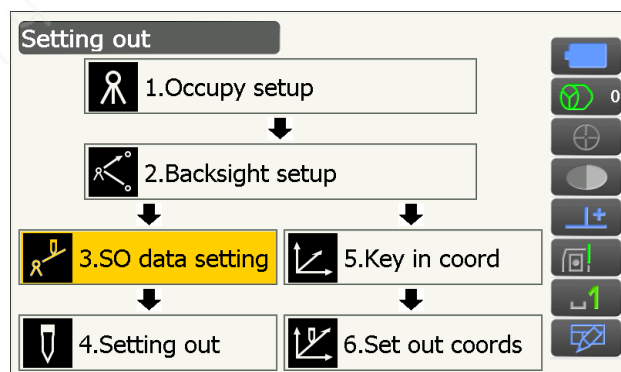 Setting out
1.Occupy setup
0
2.Backsight setup
3.SO data setting
5.Key in coord
4.Setting out
6.Set out coords
1